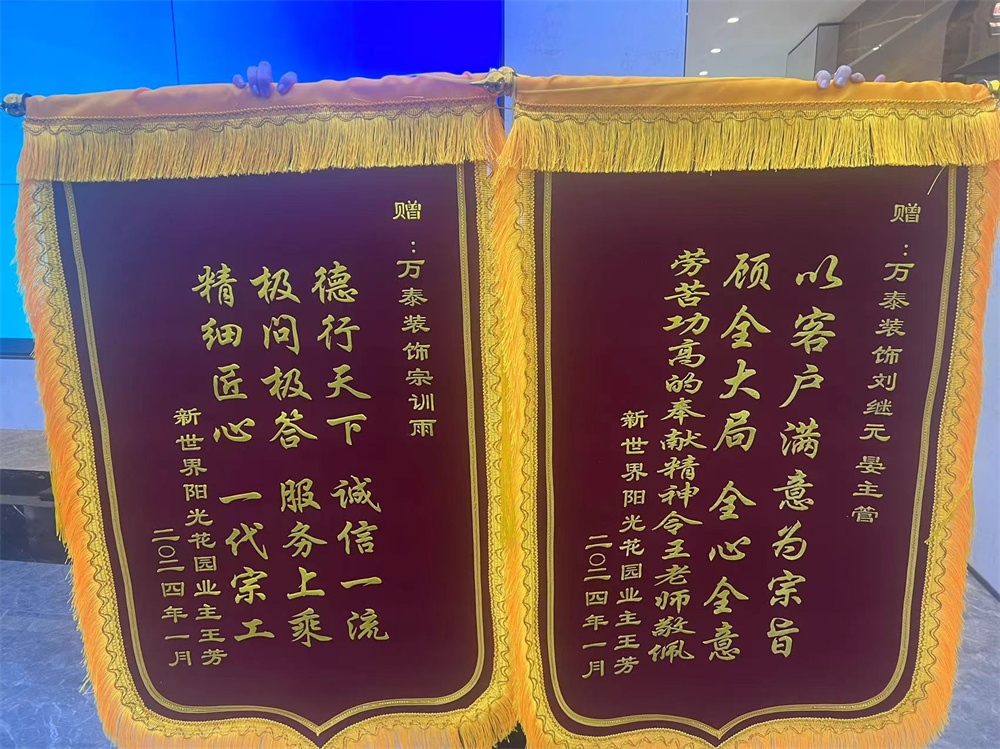 赠：万泰装饰宗训雨
德行天下 诚信一流
极问极答 服务上乘
精细匠心 一代宗工
新世界阳光花园业主王芳
二〇二四年一月
赠：万泰装饰刘继元 晏主管
以客户满意为宗旨
顾全大局 全心全意
劳苦功高的奉献精神令王老师敬佩
新世界阳光花园业主王芳
二〇二四年一月